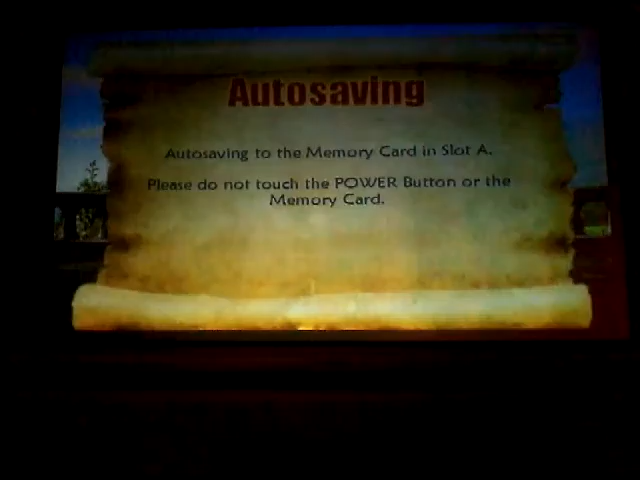 Autosaving
Autosaving to the Memory Card in Slot A.
Please do not touch the POWER Button or the
Memory Card.